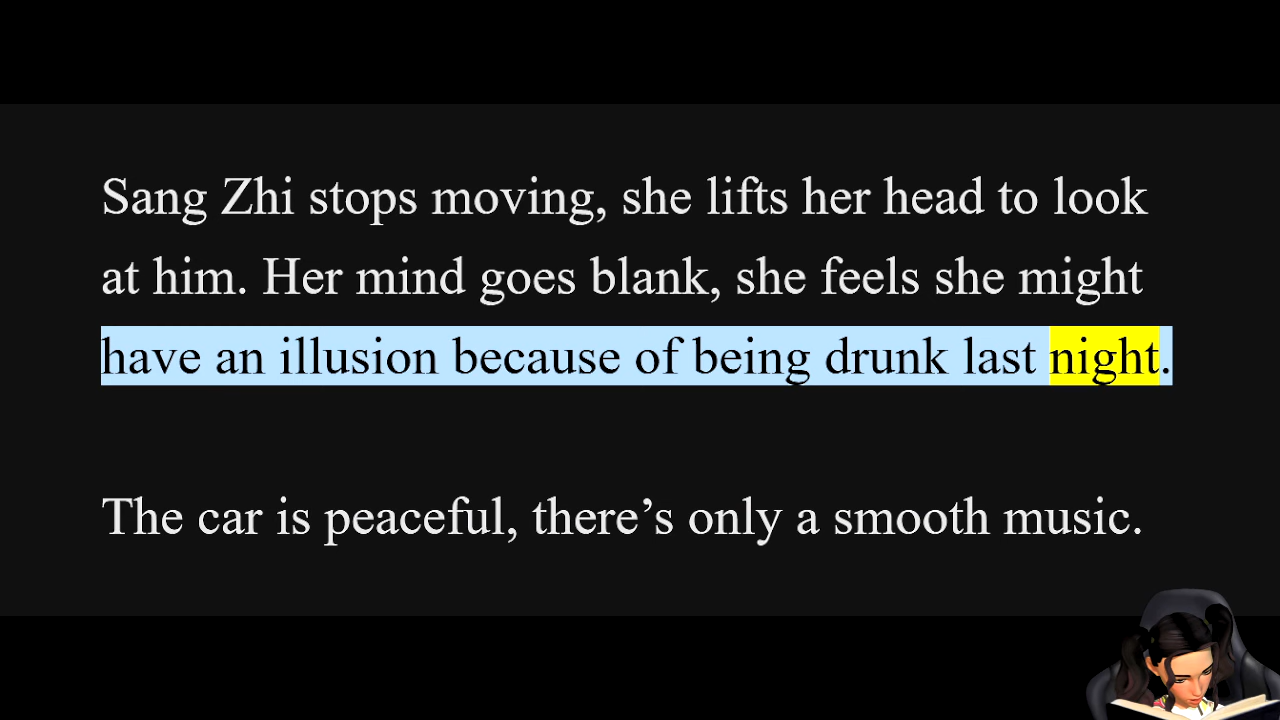 Sang Zhi stops moving, she lifts her head to look
at him. Her mind goes blank, she feels she might
have an illusion because of being drunk last night.
The car is peaceful, there’s only a smooth music.